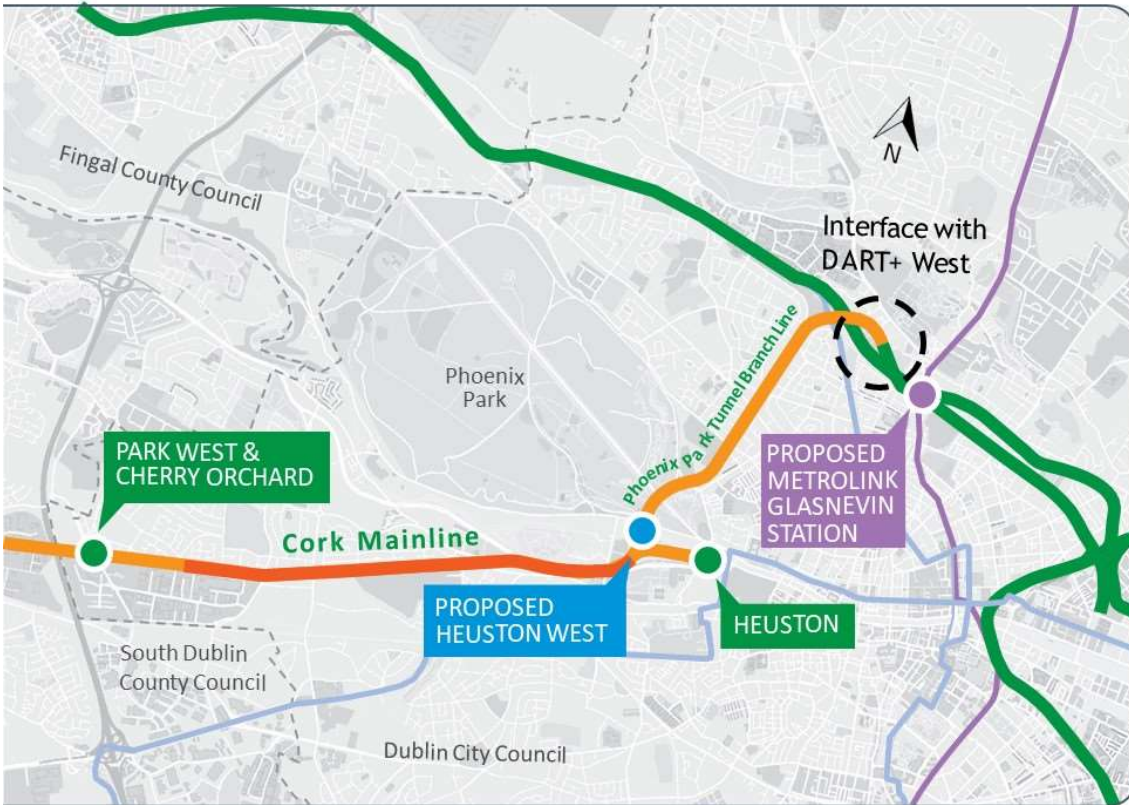 Fingal County Council
N
Interface with
DART+ West
Phoenix
Park
Phoenix Park Tunnel Branch Line
PARK WEST &
CHERRY ORCHARD
PROPOSED
METROLINK
GLASNEVIN
STATION
Cork Mainline
PROPOSED
HEUSTON WEST
HEUSTON
South Dublin
County Council
Dublin City Council